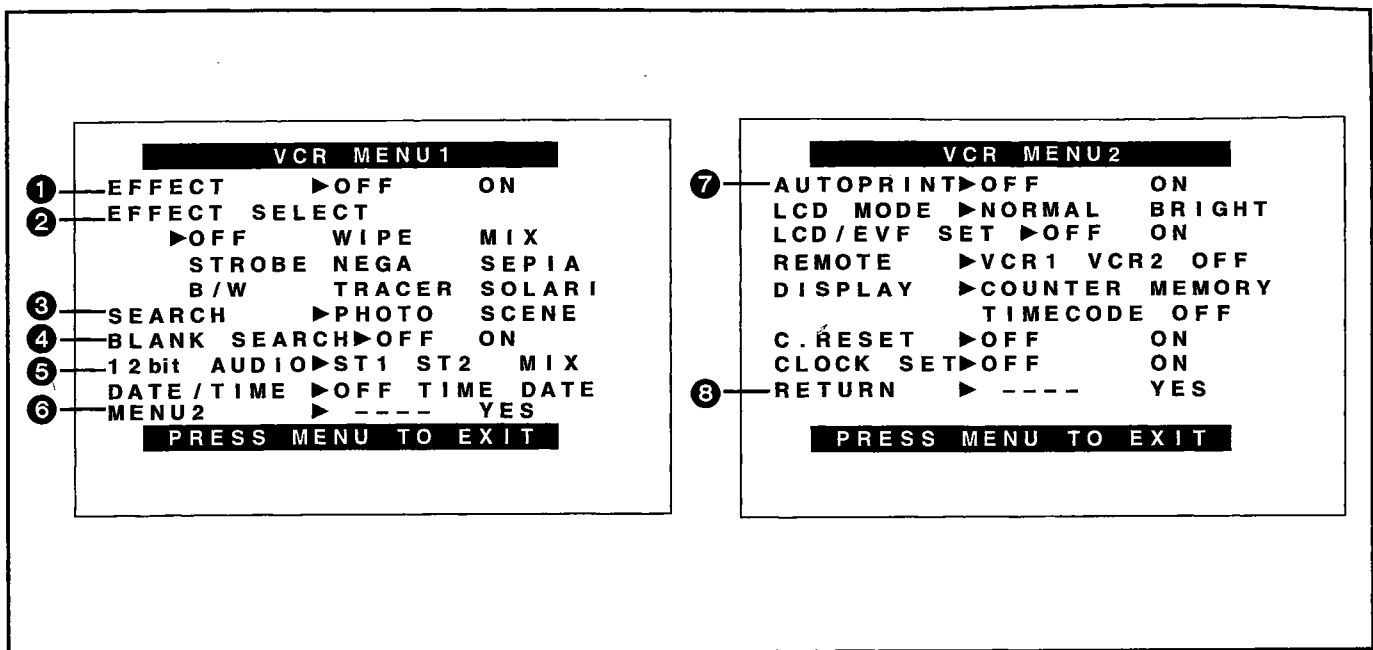 VCR MENU1
1 EFFECT ►OFF ON
2 EFFECT SELECT
►OFF WIPE MIX
STROBE NEGA SEPIA
B/W TRACER SOLARI
3 SEARCH ►PHOTO SCENE
4 BLANK SEARCH►OFF ON
5 12bit AUDIO►ST1 ST2 MIX
DATE/TIME ►OFF TIME DATE
6 MENU2 ► ---- YES
PRESS MENU TO EXIT
VCR MENU2
7 AUTOPRINT►OFF ON
LCD MODE ►NORMAL BRIGHT
LCD/EVF SET ►OFF ON
REMOTE ►VCR1 VCR2 OFF
DISPLAY ►COUNTER MEMORY
TIMECODE OFF
C.RESET ►OFF ON
CLOCK SET►OFF ON
8 RETURN ► ---- YES
PRESS MENU TO EXIT